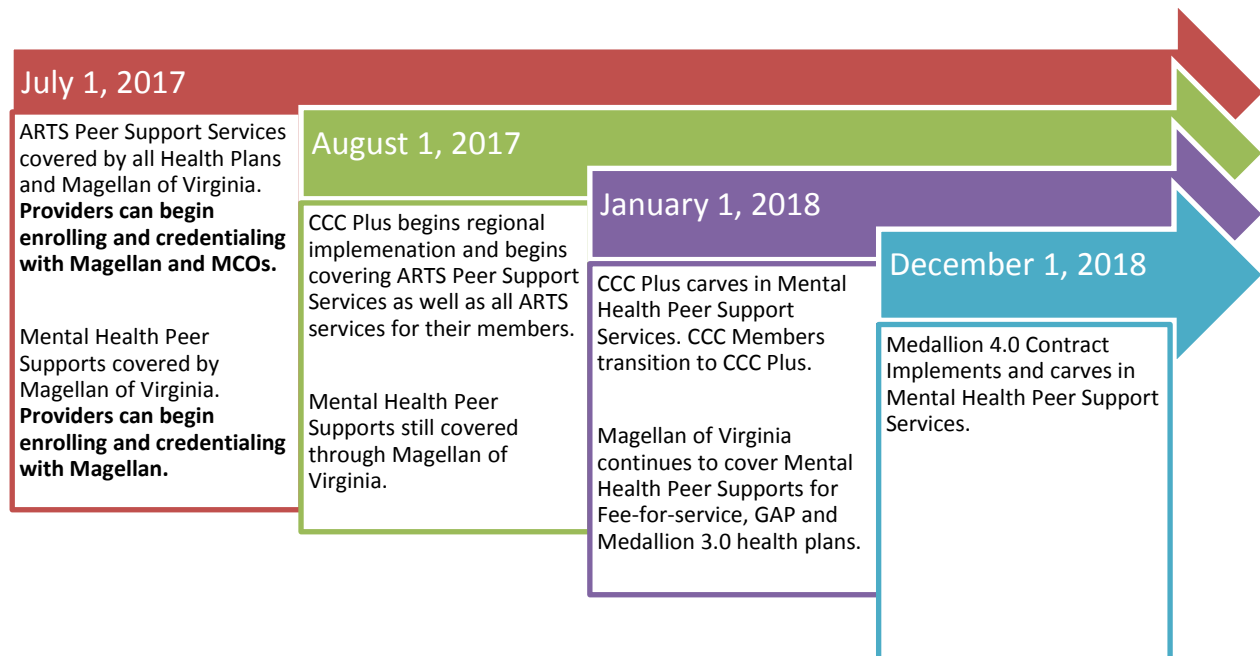 July 1, 2017
ARTS Peer Support Services
covered by all Health Plans
and Magellan of Virginia.
Providers can begin
enrolling and credentialing
with Magellan and MCOs.
Mental Health Peer
Supports covered by
Magellan of Virginia.
Providers can begin
enrolling and credentialing
with Magellan.
August 1, 2017
CCC Plus begins regional
implemenation and begins
covering ARTS Peer Support
Services as well as all ARTS
services for their members.
Mental Health Peer
Supports still covered
through Magellan of
Virginia.
January 1, 2018
CCC Plus carves in Mental
Health Peer Support
Services. CCC Members
transition to CCC Plus.
Magellan of Virginia
continues to cover Mental
Health Peer Supports for
Fee-for-service, GAP and
Medallion 3.0 health plans.
December 1, 2018
Medallion 4.0 Contract
Implements and carves in
Mental Health Peer Support
Services.